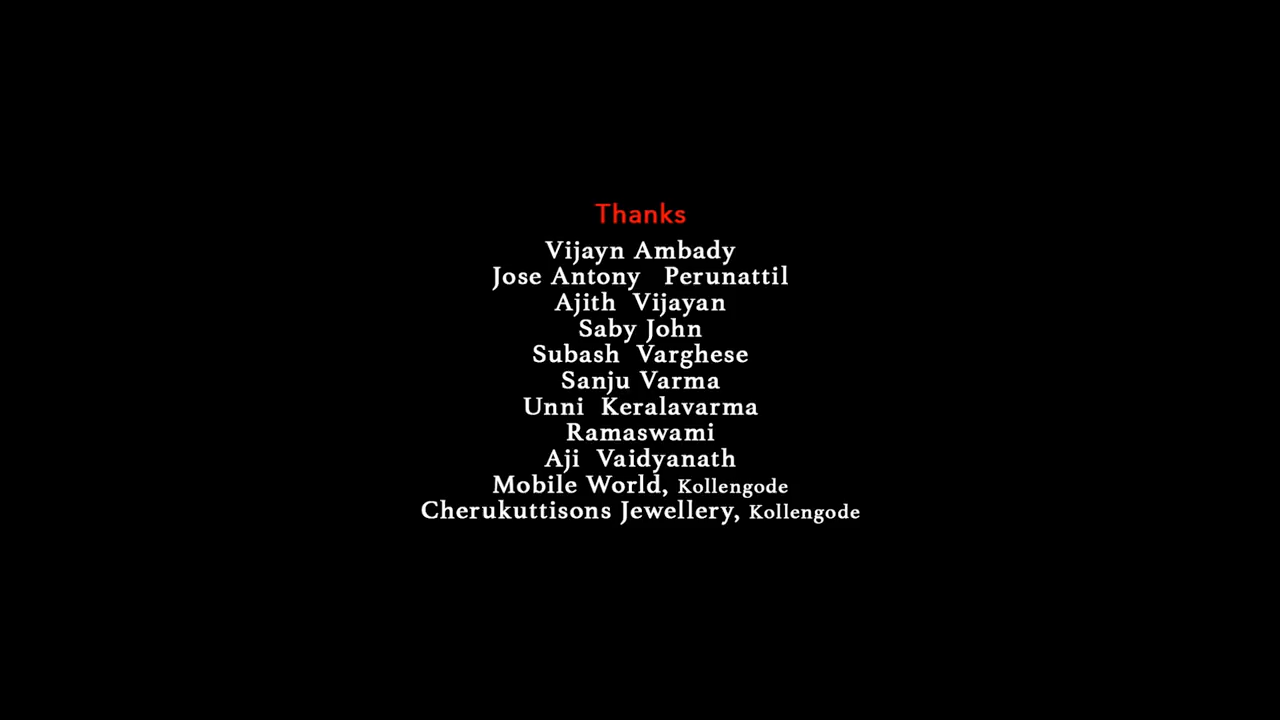 Thanks
Vijayn Ambady
Jose Antony Perunattil
Ajith Vijayan
Saby John
Subash Varghese
Sanju Varma
Unni Keralavarma
Ramaswami
Aji Vaidyanath
Mobile World, Kollengode
Cherukuttisons Jewellery, Kollengode